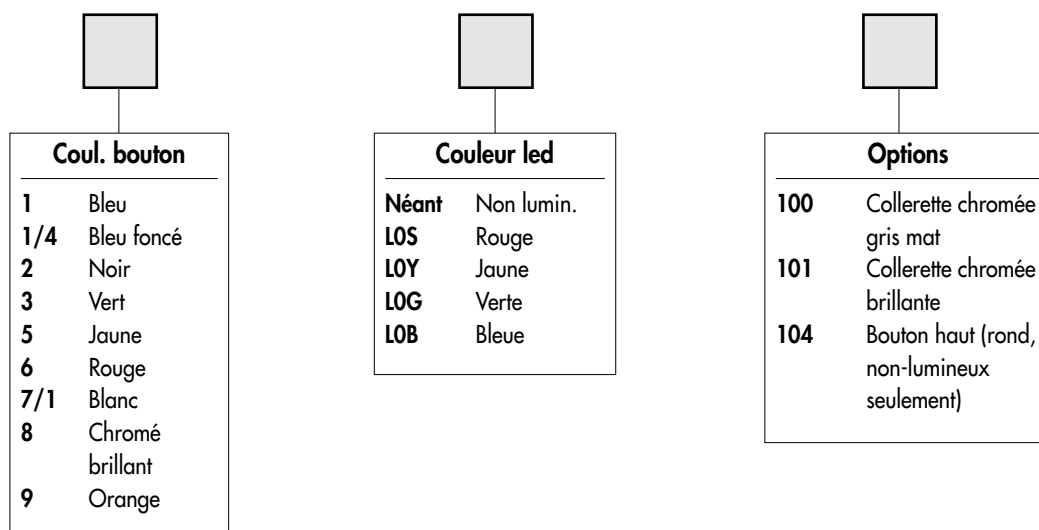 Coul. bouton
1 Bleu
1/4 Bleu foncé
2 Noir
3 Vert
5 Jaune
6 Rouge
7/1 Blanc
8 Chromé
brillant
9 Orange
Couleur led
Néant Non lumin.
L0S Rouge
L0Y Jaune
L0G Verte
L0B Bleue
Options
100 Collerette chromée
gris mat
101 Collerette chromée
brillante
104 Bouton haut (rond,
non-lumineux
seulement)